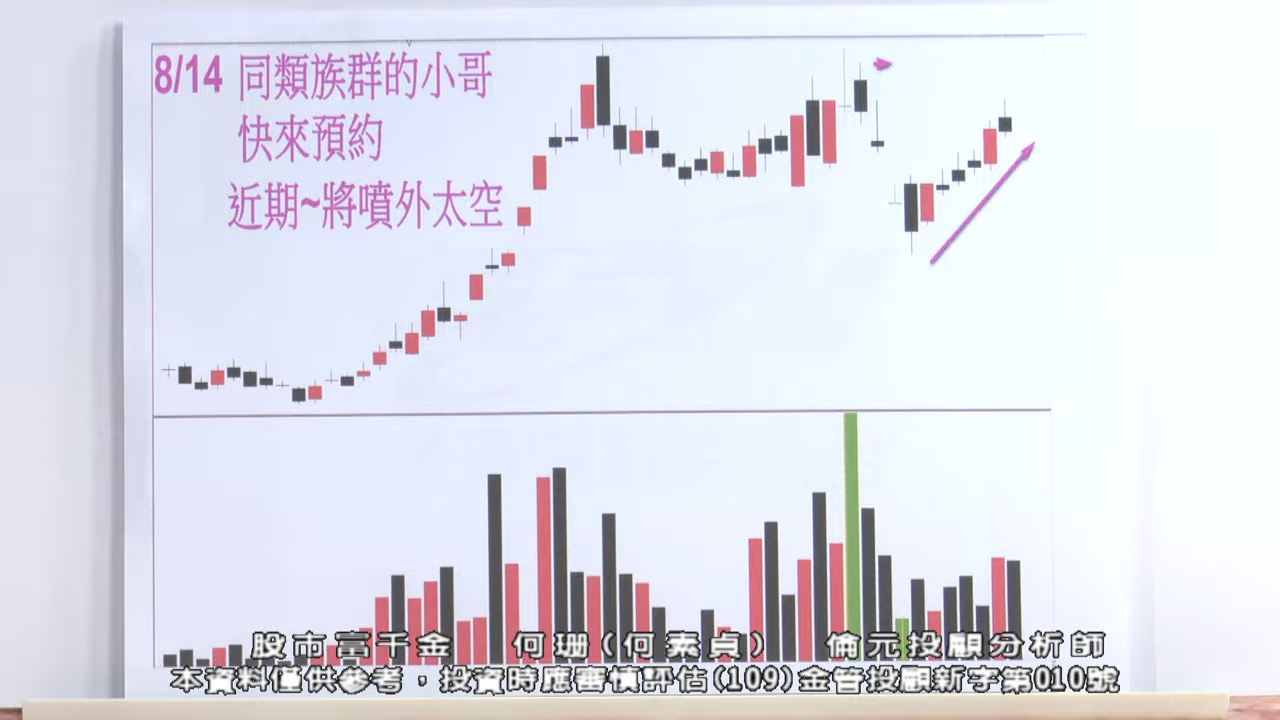 8/14 同類族群的小哥
快來預約
近期~將噴外太空
股市富千金 何珊(何素貞) 倫元投顧分析師
本資料僅供參考，投資時應審慎評估(109)金管投顧新字第010號